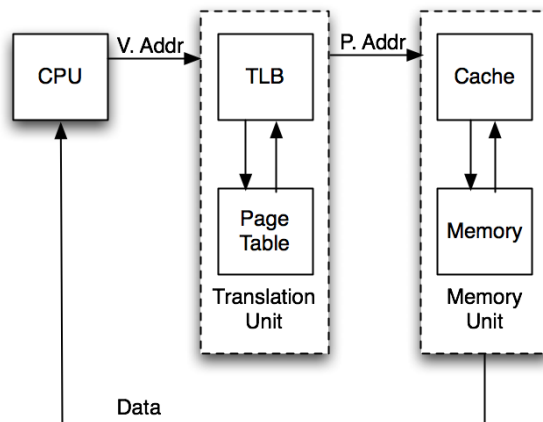 V. Addr
P. Addr
CPU
TLB
Cache
Page
Table
Memory
Translation
Unit
Memory
Unit
Data